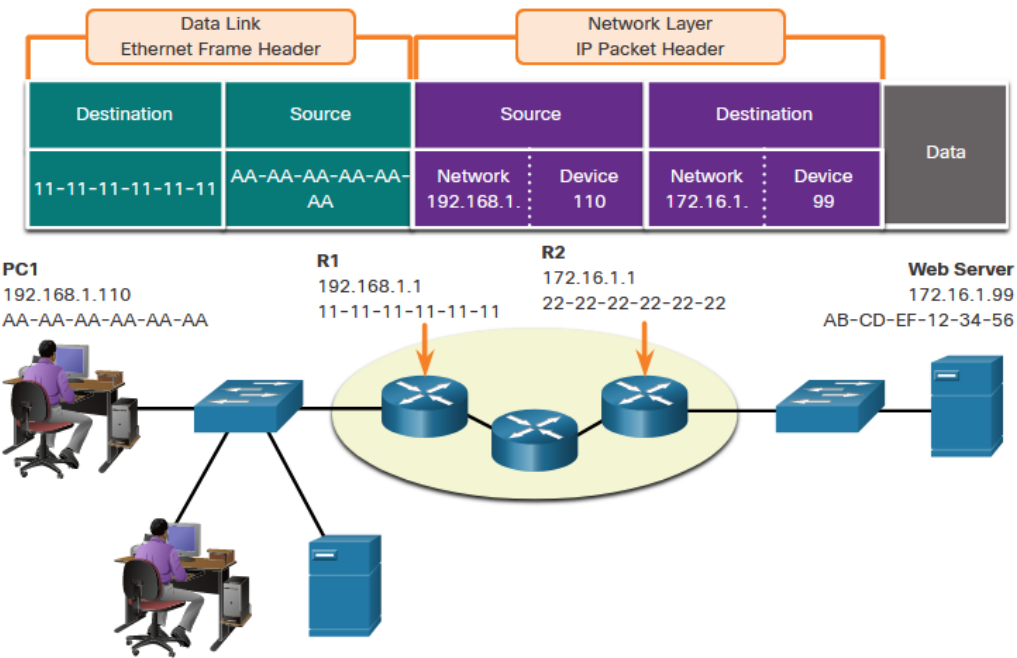 Data Link
Ethernet Frame Header
Network Layer
IP Packet Header
Destination
Source
Source
Destination
Data
11-11-11-11-11-11
AA-AA-AA-AA-AA-
AA
Network
192.168.1.
Device
110
Network
172.16.1.
Device
99
PC1
192.168.1.110
AA-AA-AA-AA-AA-AA
R1
192.168.1.1
11-11-11-11-11-11
R2
172.16.1.1
22-22-22-22-22-22
Web Server
172.16.1.99
AB-CD-EF-12-34-56